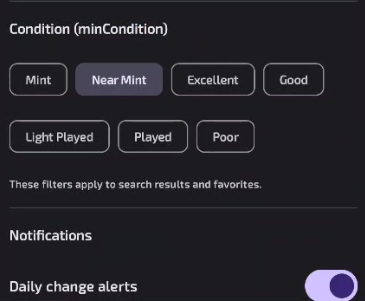 Condition (minCondition)
Mint Near Mint Excellent Good
Light Played Played Poor
These filters apply to search results and favorites.
Notifications
Daily change alerts